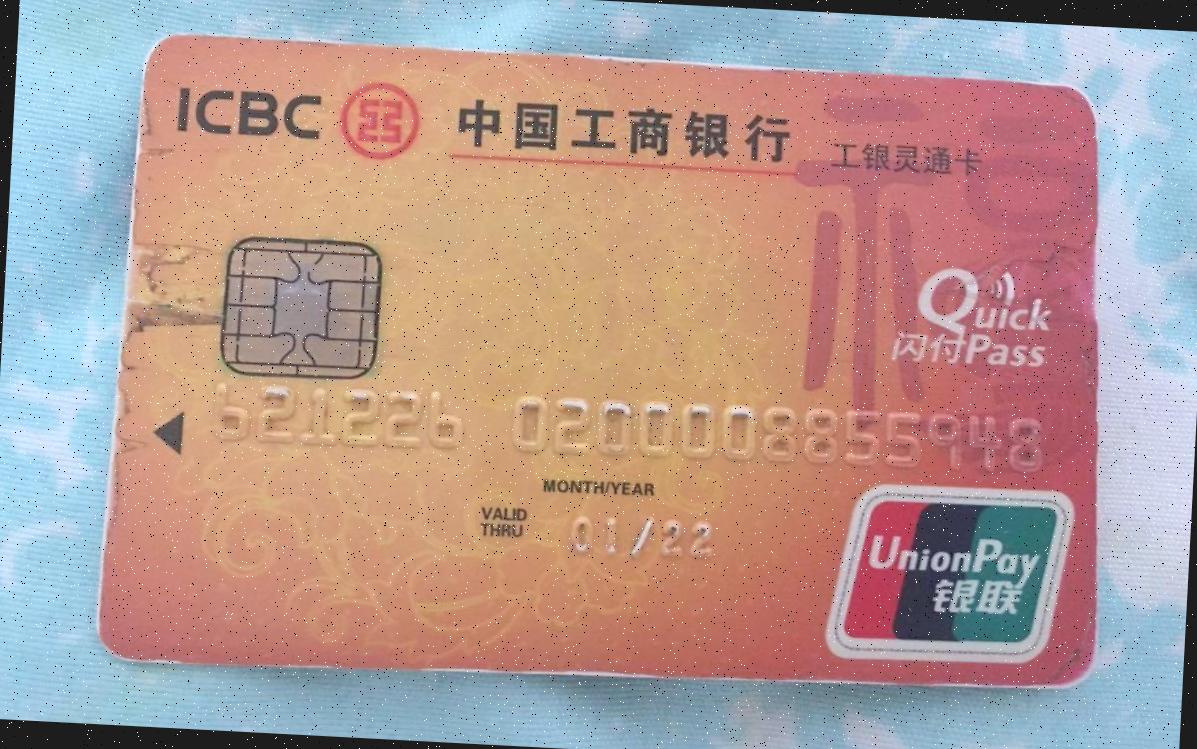 ICBC 中国工商银行 工银灵通卡
Quick
闪付Pass
621226 0200008855948
MONTH/YEAR
VALID THRU 01/22
UnionPay
银联